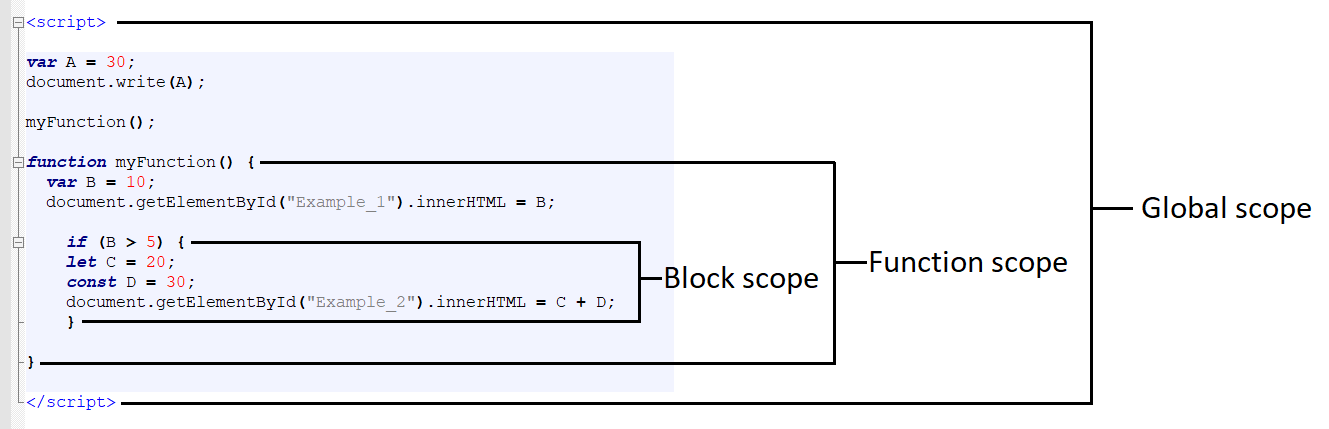 <script>
var A = 30;
document.write(A);
myFunction();
function myFunction() {
var B = 10;
document.getElementById("Example_1").innerHTML = B;
if (B > 5) {
let C = 20;
const D = 30;
document.getElementById("Example_2").innerHTML = C + D;
}
}
</script>
Block scope
Function scope
Global scope